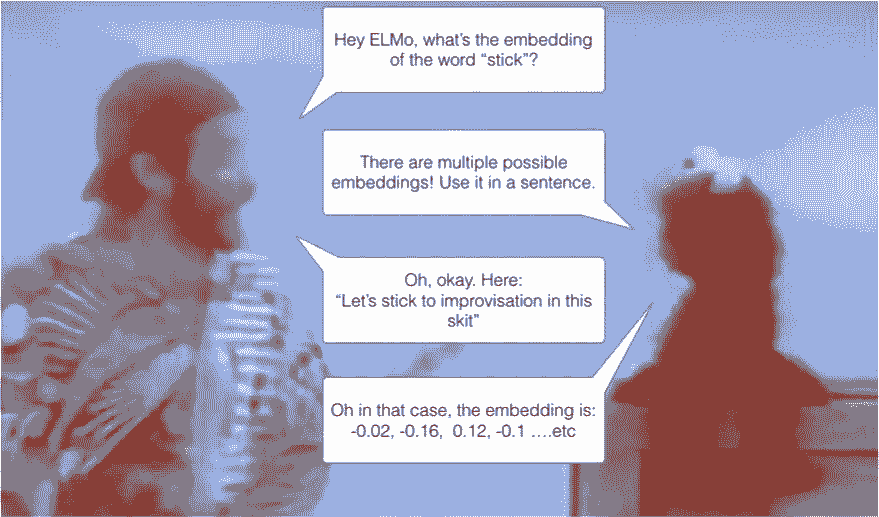 Hey ELMo, what's the embedding
of the word “stick”?
There are multiple possible
embeddings! Use it in a sentence.
Oh, okay. Here:
“Let's stick to improvisation in this
skit”
Oh in that case, the embedding is:
-0.02, -0.16, 0.12, -0.1 ….etc